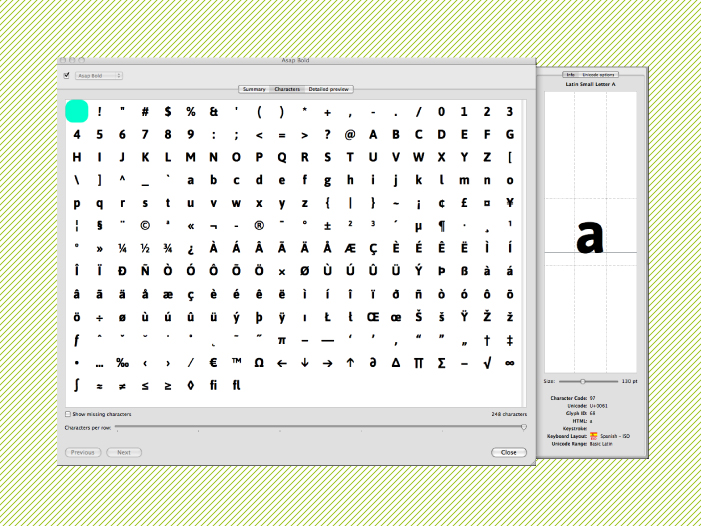 Asap Bold
Asap-Bold
Summary Characters Detailed preview
! " # $ % & ' ( ) * + , - . / 0 1 2 3
4 5 6 7 8 9 : ; < = > ? @ A B C D E F G
H I J K L M N O P Q R S T U V W X Y Z [
\ ] ^ _ ` a b c d e f g h i j k l m n o
p q r s t u v w x y z { | } ~ ¡ ¢ £ ¤ ¥
¦ § ¨ © ª « ¬ - ® ¯ ° ± ² ³ ´ µ ¶ · ¸ ¹
º » ¼ ½ ¾ ¿ À Á Â Ã Ä Å Æ Ç È É Ê Ë Ì Í
Î Ï Ð Ñ Ò Ó Ô Õ Ö × Ø Ù Ú Û Ü Ý Þ ß à á
â ã ä å æ ç è é ê ë ì í î ï ð ñ ò ó ô õ
ö ÷ ø ù ú û ü ý þ ÿ ı Ł ł Œ œ Š š Ÿ Ž ž
ƒ ˆ ˇ ˘ ˙ ˚ ˛ ˜ ˝ π – — ‘ ’ ‚ “ ” „ † ‡
• … ‰ ‹ › ⁄ € ™ Ω ← ↓ → ↑ ∂ ∆ ∏ ∑ − √ ∞
∫ ≈ ≠ ≤ ≥ ◊ fi fl
Show missing characters 248 characters
Characters per row:
Previous Next Close
Info Unicode options
Latin Small Letter A
a
Size: 130 pt
Character Code: 97
Unicode: U+0061
Glyph ID: 68
HTML: a
Keystroke:
Keyboard Layout: Spanish - ISO
Unicode Range: Basic Latin